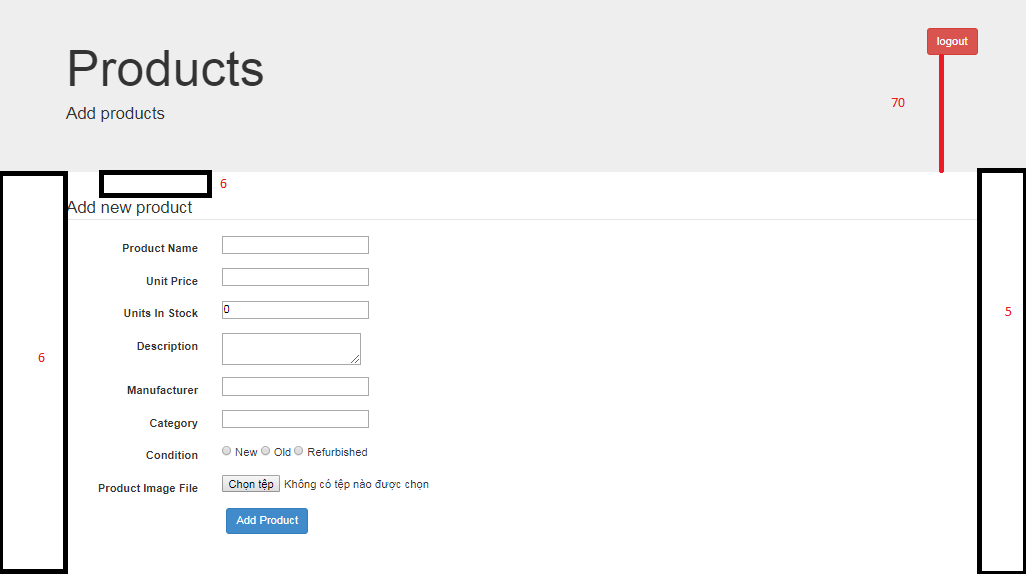 logout
Products
70
Add products
6
Add new product
Product Name
Unit Price
Units In Stock 0
5
Description
6
Manufacturer
Category
Condition New Old Refurbished
Product Image File Chọn tệp Không có tệp nào được chọn
Add Product